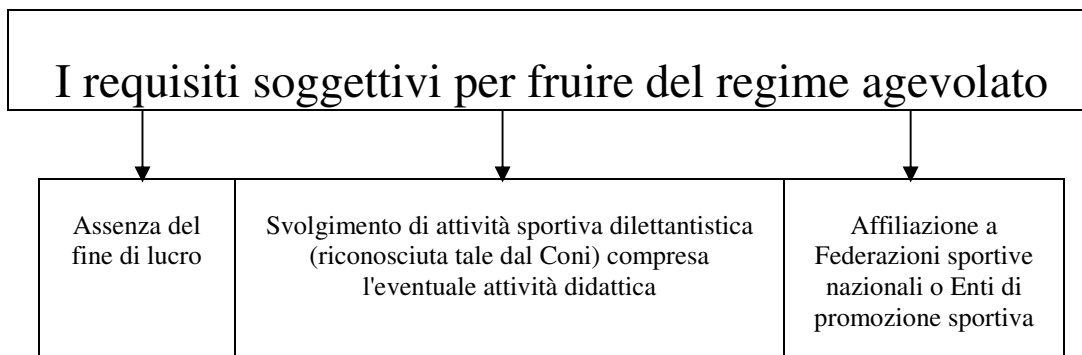 I requisiti soggettivi per fruire del regime agevolato
Assenza del
fine di lucro
Svolgimento di attività sportiva dilettantistica
(riconosciuta tale dal Coni) compresa
l'eventuale attività didattica
Affiliazione a
Federazioni sportive
nazionali o Enti di
promozione sportiva